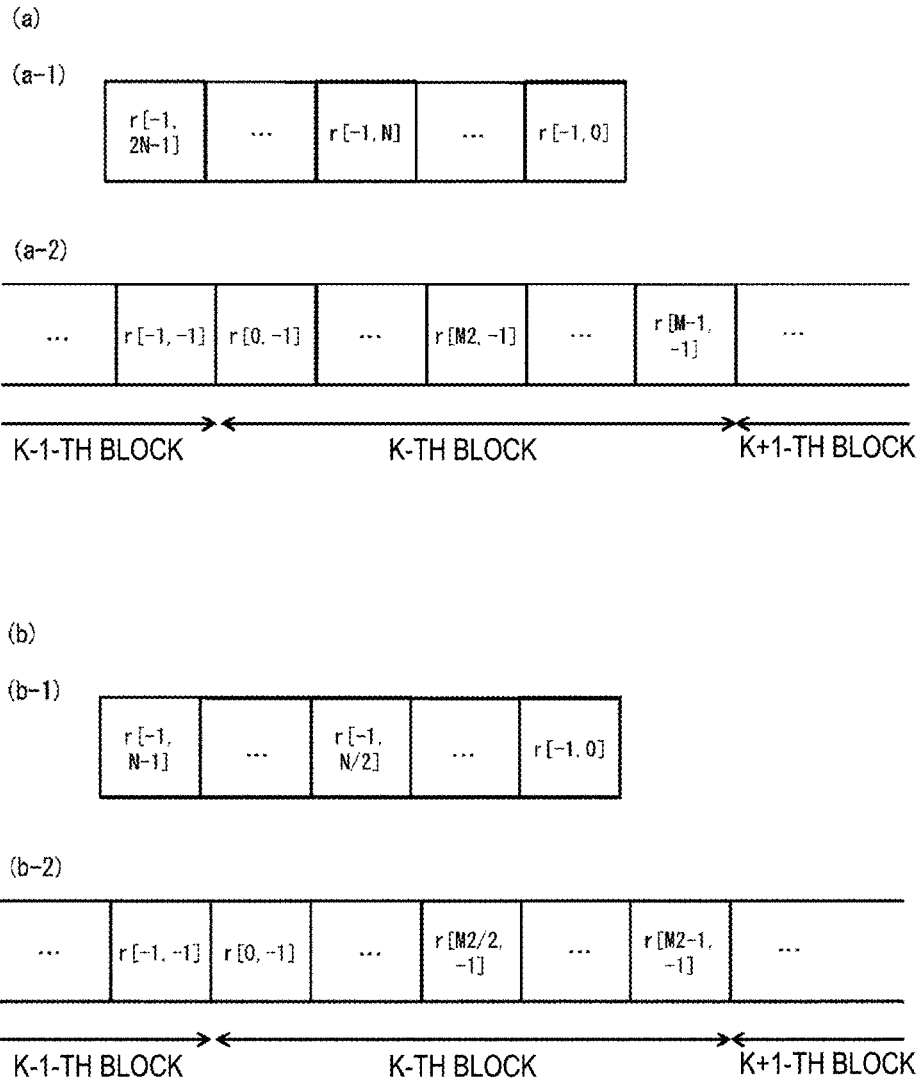 (a)
(a-1)
r[-1,
2N-1]
...
r[-1,N]
...
r[-1,0]
(a-2)
...
r[-1,-1]
r[0,-1]
...
r[M2,-1]
...
r[M-1,
-1]
...
K-1-TH BLOCK
K-TH BLOCK
K+1-TH BLOCK
(b)
(b-1)
r[-1,
N-1]
...
r[-1,
N/2]
...
r[-1,0]
(b-2)
...
r[-1,-1]
r[0,-1]
...
r[M2/2,
-1]
...
r[M2-1,
-1]
...
K-1-TH BLOCK
K-TH BLOCK
K+1-TH BLOCK